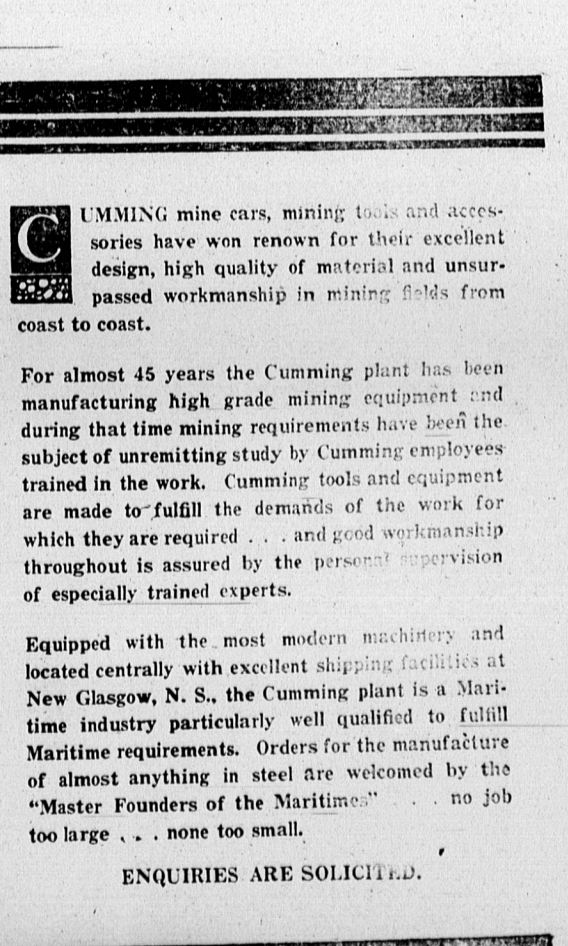 CUMMING mine cars, mining tools and acces-
sories have won renown for their excellent
design, high quality of material and unsur-
passed workmanship in mining fields from
coast to coast.
For almost 45 years the Cumming plant has been
manufacturing high grade mining equipment and
during that time mining requirements have been the
subject of unremitting study by Cumming employees
trained in the work. Cumming tools and equipment
are made to fulfill the demands of the work for
which they are required . . . and good workmanship
throughout is assured by the personal supervision
of especially trained experts.
Equipped with the most modern machinery and
located centrally with excellent shipping facilities at
New Glasgow, N. S., the Cumming plant is a Mari-
time industry particularly well qualified to fulfill
Maritime requirements. Orders for the manufacture
of almost anything in steel are welcomed by the
“Master Founders of the Maritimes” . . no job
too large . . . none too small.
ENQUIRIES ARE SOLICITED.